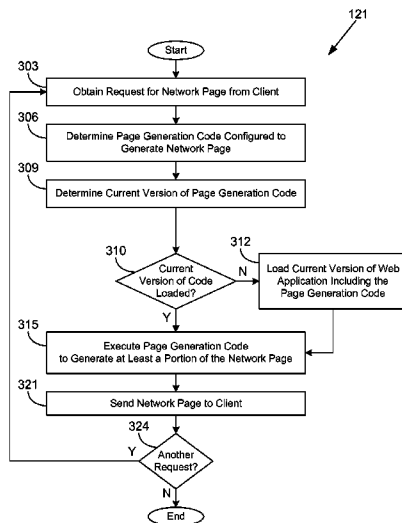 121
Start
303
Obtain Request for Network Page from Client
306
Determine Page Generation Code Configured to
Generate Network Page
309
Determine Current Version of Page Generation Code
310
Current
Version of Code
Loaded?
N
Y
312
Load Current Version of Web
Application Including the
Page Generation Code
315
Execute Page Generation Code
to Generate at Least a Portion of the Network Page
321
Send Network Page to Client
324
Another
Request?
Y
N
End